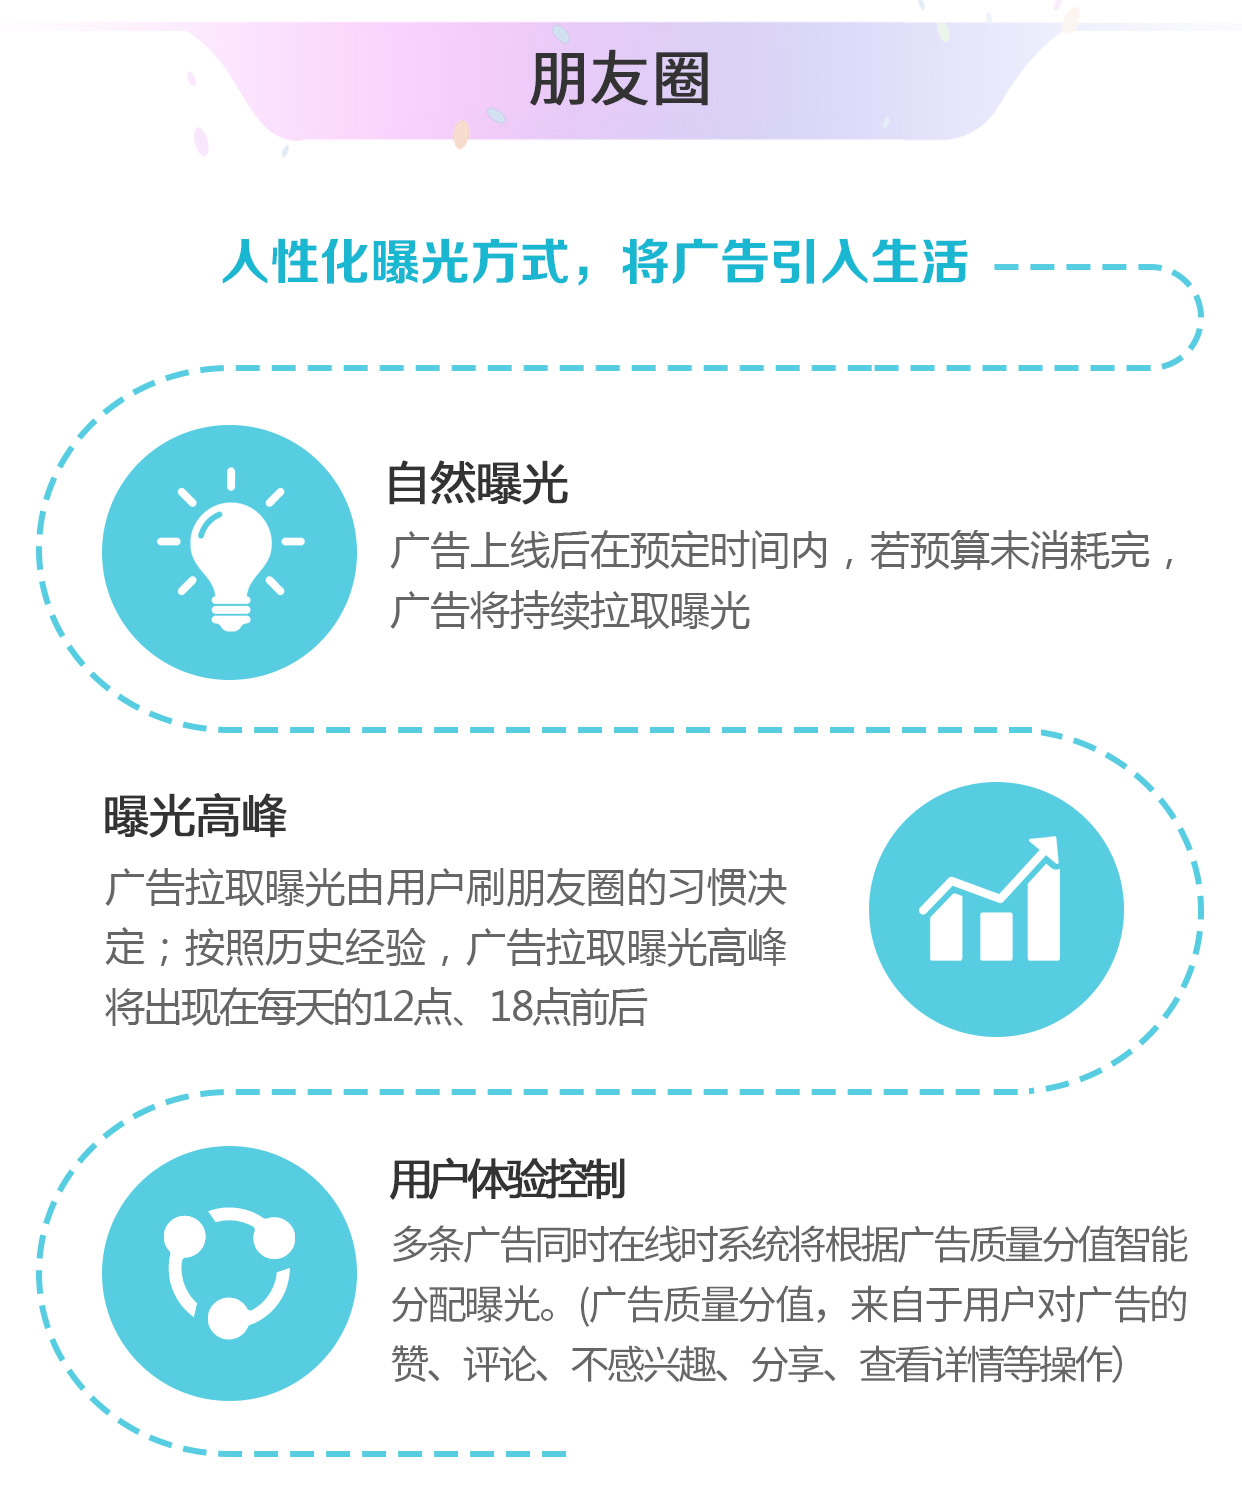 朋友圈
人性化曝光方式，将广告引入生活
自然曝光
广告上线后在预定时间内，若预算未消耗完，
广告将持续拉取曝光
曝光高峰
广告拉取曝光由用户刷朋友圈的习惯决
定；按照历史经验，广告拉取曝光高峰
将出现在每天的12点、18点前后
用户体验控制
多条广告同时在线时系统将根据广告质量分值智能
分配曝光。(广告质量分值，来自于用户对广告的
赞、评论、不感兴趣、分享、查看详情等操作）